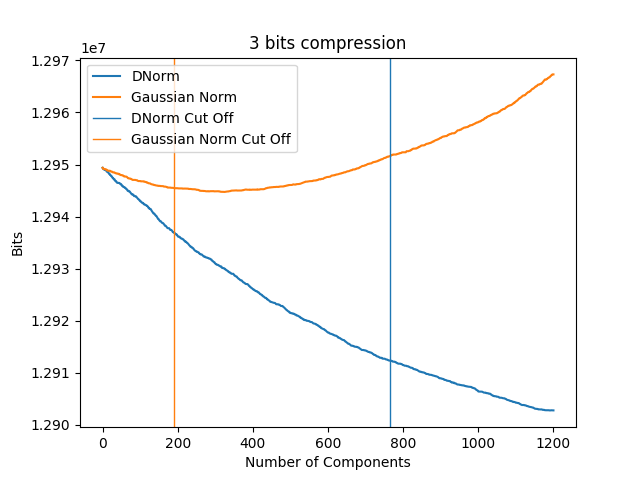 3 bits compression
1e7
1.297
1.296
1.295
1.294
1.293
1.292
1.291
1.290
Bits
DNorm
Gaussian Norm
DNorm Cut Off
Gaussian Norm Cut Off
0 200 400 600 800 1000 1200
Number of Components